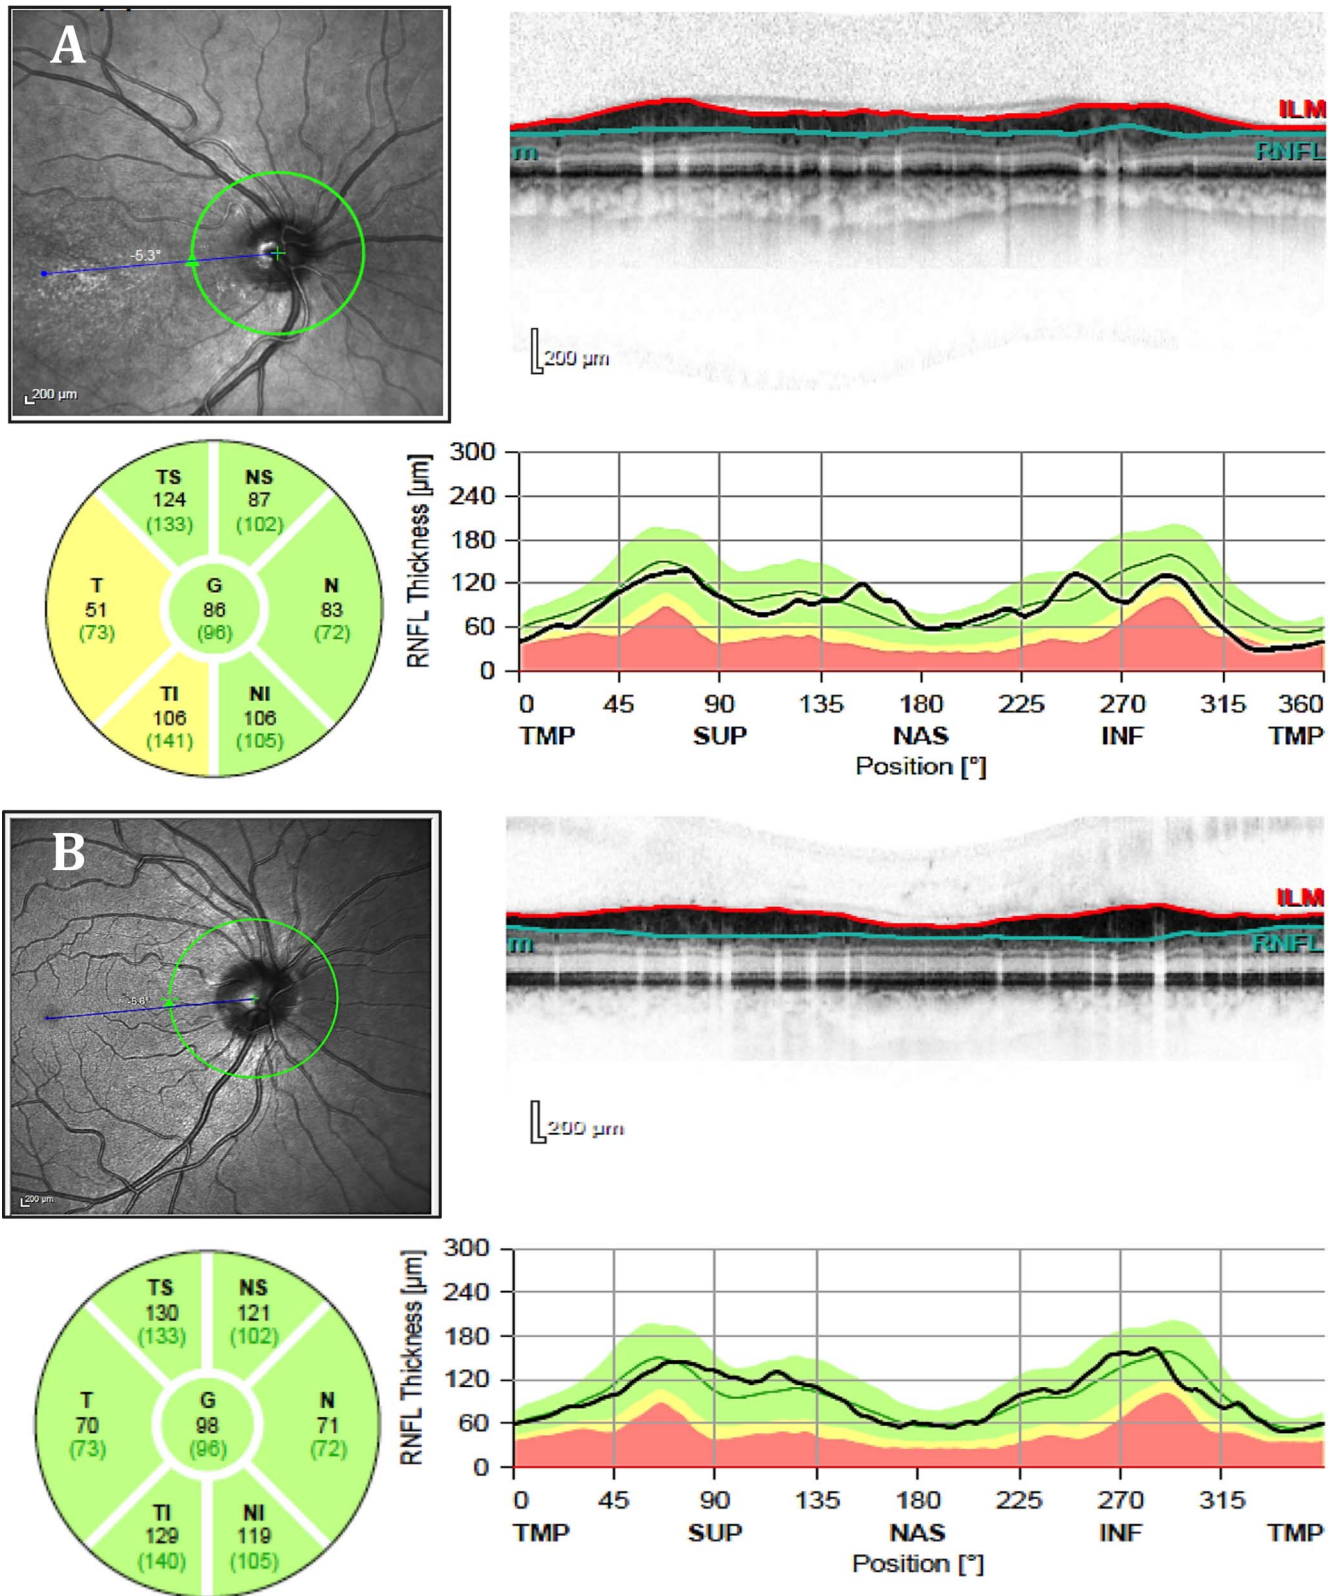 A
-5.3°
200 µm
ILM
m
RNFL
200 µm
TS
124
(133)
NS
87
(102)
T
51
(73)
G
86
(96)
N
83
(72)
TI
106
(141)
NI
106
(105)
RNFL Thickness [µm]
300
240
180
120
60
0
0 45 90 135 180 225 270 315 360
TMP SUP NAS INF TMP
Position [°]
B
-5.6°
200 µm
ILM
m
RNFL
200 µm
TS
130
(133)
NS
121
(102)
T
70
(73)
G
98
(96)
N
71
(72)
TI
129
(140)
NI
119
(105)
RNFL Thickness [µm]
300
240
180
120
60
0
0 45 90 135 180 225 270 315
TMP SUP NAS INF TMP
Position [°]